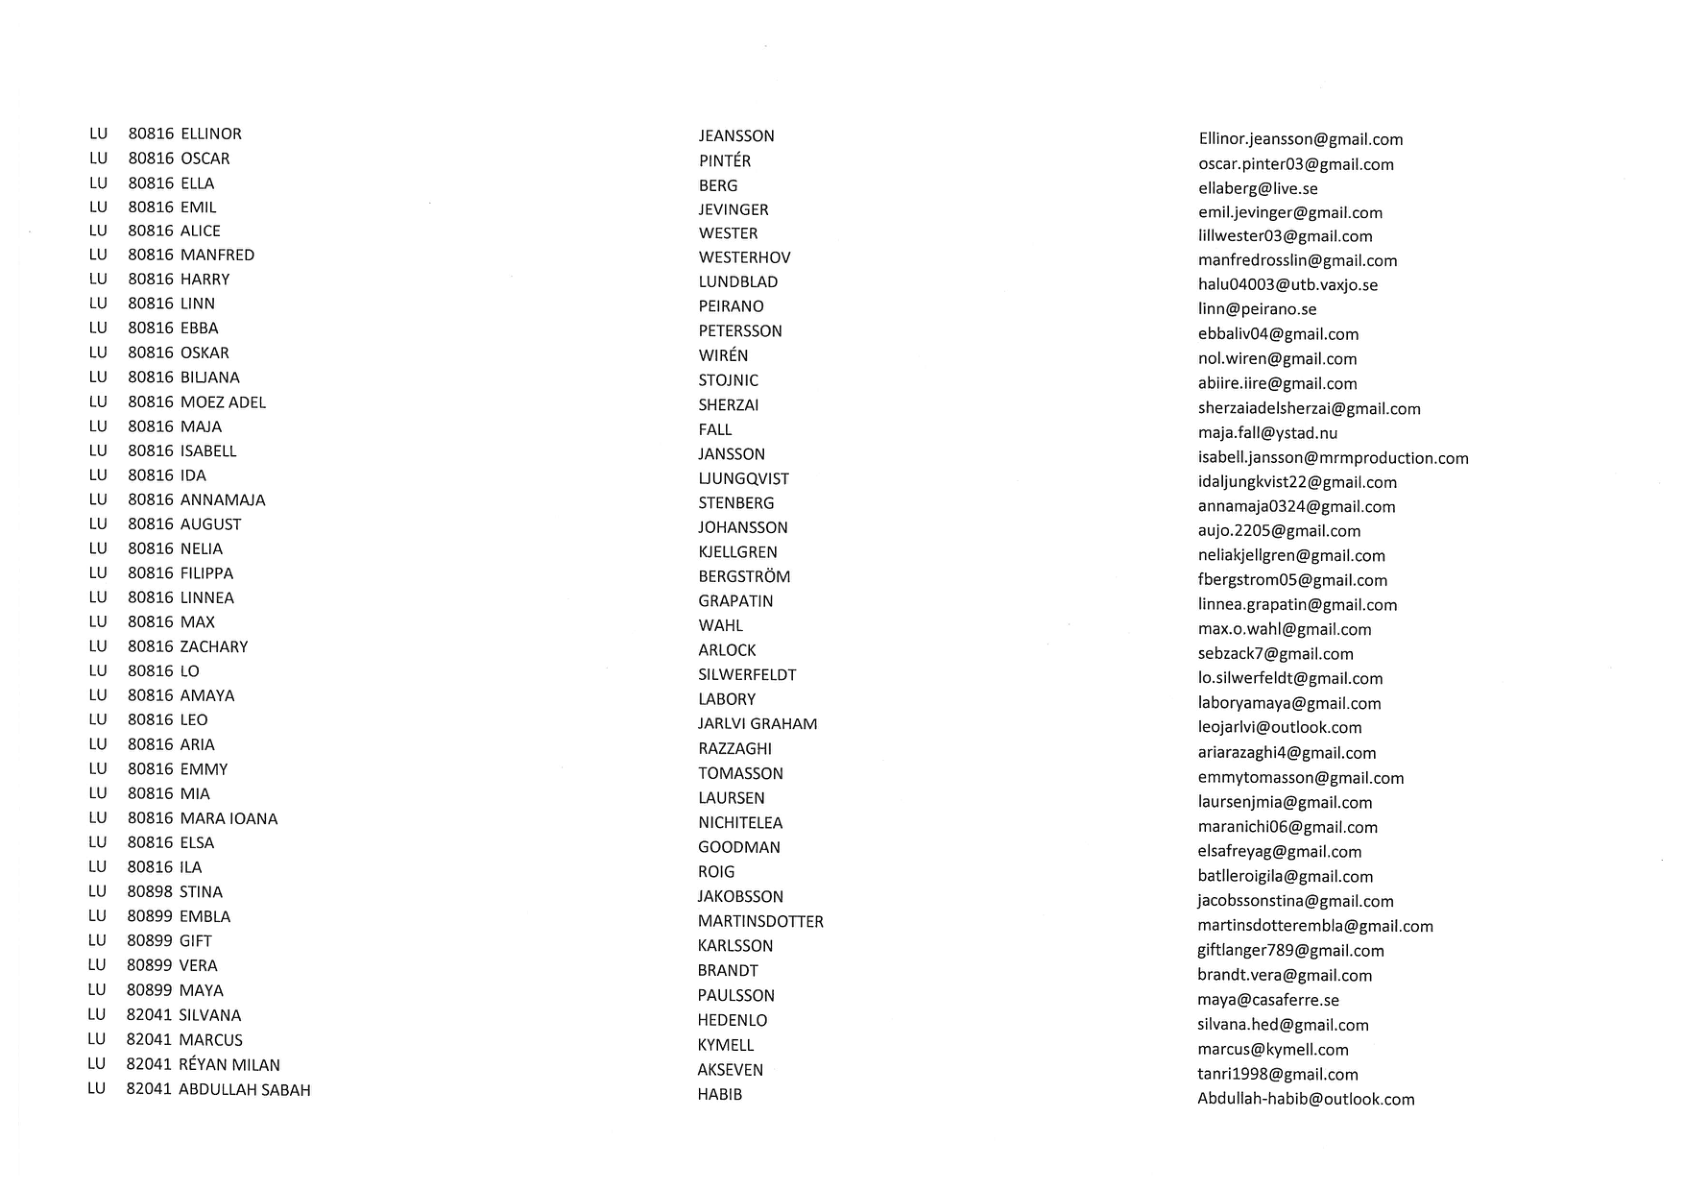 LU 80816 ELLINOR JEANSSON Ellinor.jeansson@gmail.com
LU 80816 OSCAR PINTÉR oscar.pinter03@gmail.com
LU 80816 ELLA BERG ellaberg@live.se
LU 80816 EMIL JEVINGER emil.jevinger@gmail.com
LU 80816 ALICE WESTER lillwester03@gmail.com
LU 80816 MANFRED WESTERHOV manfredrosslin@gmail.com
LU 80816 HARRY LUNDBLAD halu04003@utb.vaxjo.se
LU 80816 LINN PEIRANO linn@peirano.se
LU 80816 EBBA PETERSSON ebbaliv04@gmail.com
LU 80816 OSKAR WIRÉN nol.wiren@gmail.com
LU 80816 BILJANA STOJNIC abiire.iire@gmail.com
LU 80816 MOEZ ADEL SHERZAI sherzaiadelsherzai@gmail.com
LU 80816 MAJA FALL maja.fall@ystad.nu
LU 80816 ISABELL JANSSON isabell.jansson@mrmproduction.com
LU 80816 IDA LJUNGQVIST idaljungkvist22@gmail.com
LU 80816 ANNAMAJA STENBERG annamaja0324@gmail.com
LU 80816 AUGUST JOHANSSON aujo.2205@gmail.com
LU 80816 NELIA KJELLGREN neliakjellgren@gmail.com
LU 80816 FILIPPA BERGSTRÖM fbergstrom05@gmail.com
LU 80816 LINNEA GRAPATIN linnea.grapatin@gmail.com
LU 80816 MAX WAHL max.o.wahl@gmail.com
LU 80816 ZACHARY ARLOCK sebzack7@gmail.com
LU 80816 LO SILWERFELDT lo.silwerfeldt@gmail.com
LU 80816 AMAYA LABORY laboryamaya@gmail.com
LU 80816 LEO JARLVI GRAHAM leojarlvi@outlook.com
LU 80816 ARIA RAZZAGHI ariarazaghi4@gmail.com
LU 80816 EMMY TOMASSON emmytomasson@gmail.com
LU 80816 MIA LAURSEN laursenjmia@gmail.com
LU 80816 MARA IOANA NICHITELEA maranichi06@gmail.com
LU 80816 ELSA GOODMAN elsafreyag@gmail.com
LU 80816 ILA ROIG batlleroigila@gmail.com
LU 80898 STINA JAKOBSSON jacobssonstina@gmail.com
LU 80899 EMBLA MARTINSDOTTER martinsdotterembla@gmail.com
LU 80899 GIFT KARLSSON giftlanger789@gmail.com
LU 80899 VERA BRANDT brandt.vera@gmail.com
LU 80899 MAYA PAULSSON maya@casaferre.se
LU 82041 SILVANA HEDENLO silvana.hed@gmail.com
LU 82041 MARCUS KYMELL marcus@kymell.com
LU 82041 RÉYAN MILAN AKSEVEN tanri1998@gmail.com
LU 82041 ABDULLAH SABAH HABIB Abdullah-habib@outlook.com